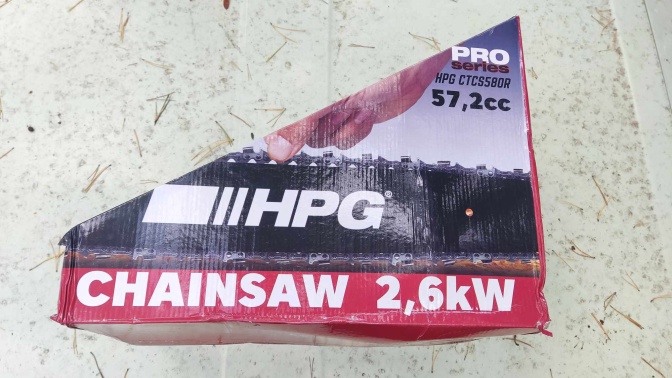 PRO
series
HPG CTCS580R
57,2cc
HPG®
CHAINSAW 2,6kW